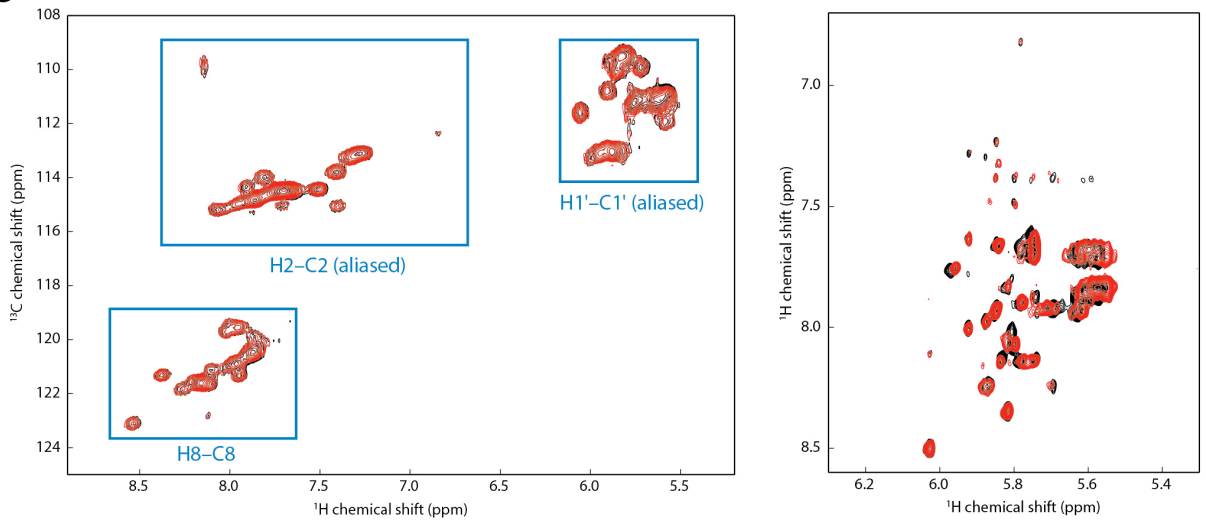 108
110
112
114
116
118
120
122
124
¹³C chemical shift (ppm)
H2–C2 (aliased)
H1'–C1' (aliased)
H8–C8
8.5 8.0 7.5 7.0 6.5 6.0 5.5
¹H chemical shift (ppm)
7.0
7.5
8.0
8.5
¹H chemical shift (ppm)
6.2 6.0 5.8 5.6 5.4
¹H chemical shift (ppm)